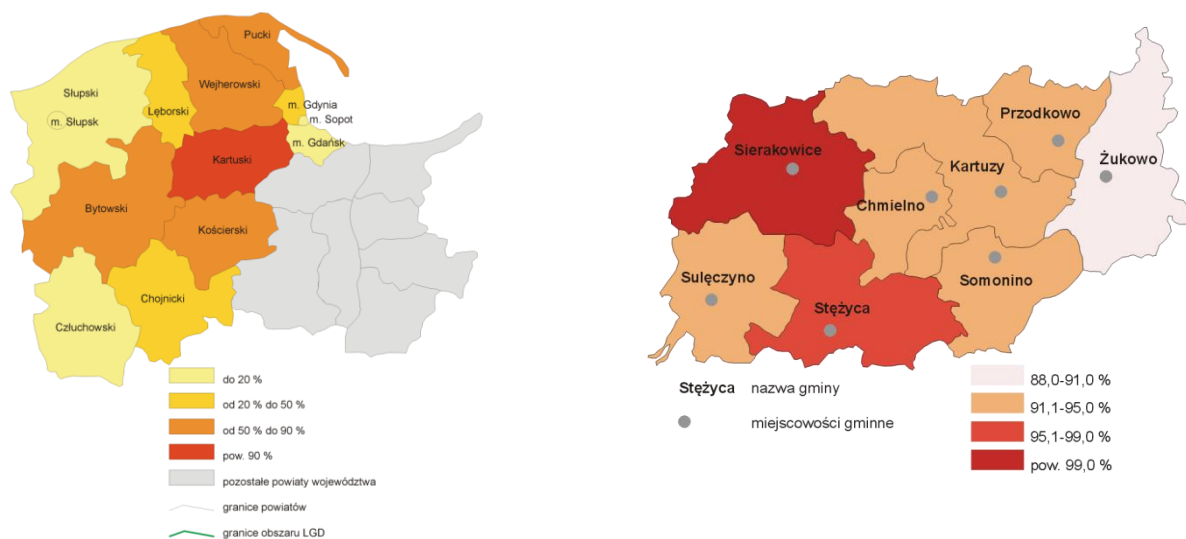 Pucki
Słupski
Wejherowski
m. Gdynia
Lęborski
m. Słupsk
m. Sopot
m. Gdańsk
Kartuski
Bytowski
Kościerski
Chojnicki
Człuchowski
do 20 %
od 20 % do 50 %
od 50 % do 90 %
pow. 90 %
pozostałe powiaty województwa
granice powiatów
granice obszaru LGD
Przodkowo
Sierakowice
Kartuzy
Żukowo
Chmielno
Sulęczyno
Somonino
Stężyca
Stężyca nazwa gminy
miejscowości gminne
88,0-91,0 %
91,1-95,0 %
95,1-99,0 %
pow. 99,0 %